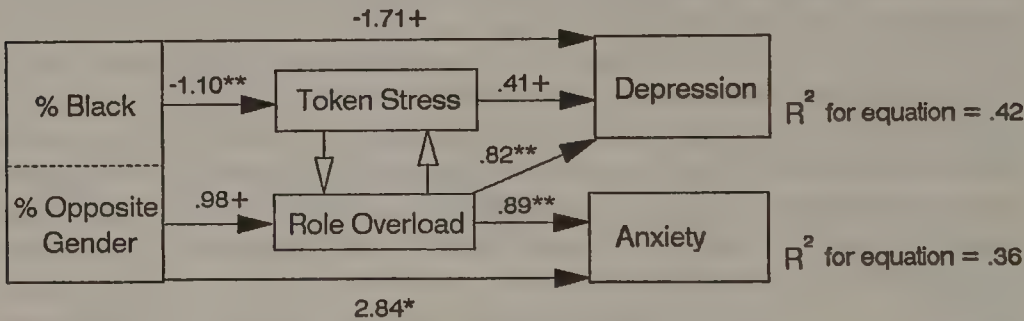 -1.71+
% Black
-1.10**
Token Stress
.41+
Depression
R² for equation = .42
.82**
% Opposite
Gender
.98+
Role Overload
.89**
Anxiety
R² for equation = .36
2.84*